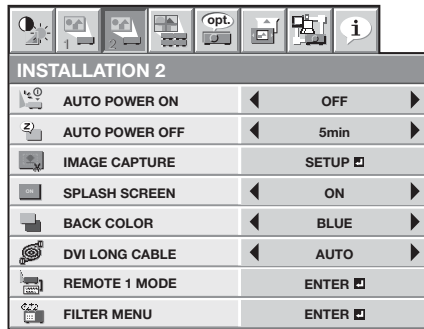 1 2 opt. i
INSTALLATION 2
AUTO POWER ON OFF
AUTO POWER OFF 5min
IMAGE CAPTURE SETUP
SPLASH SCREEN ON
BACK COLOR BLUE
DVI LONG CABLE AUTO
REMOTE 1 MODE ENTER
FILTER MENU ENTER